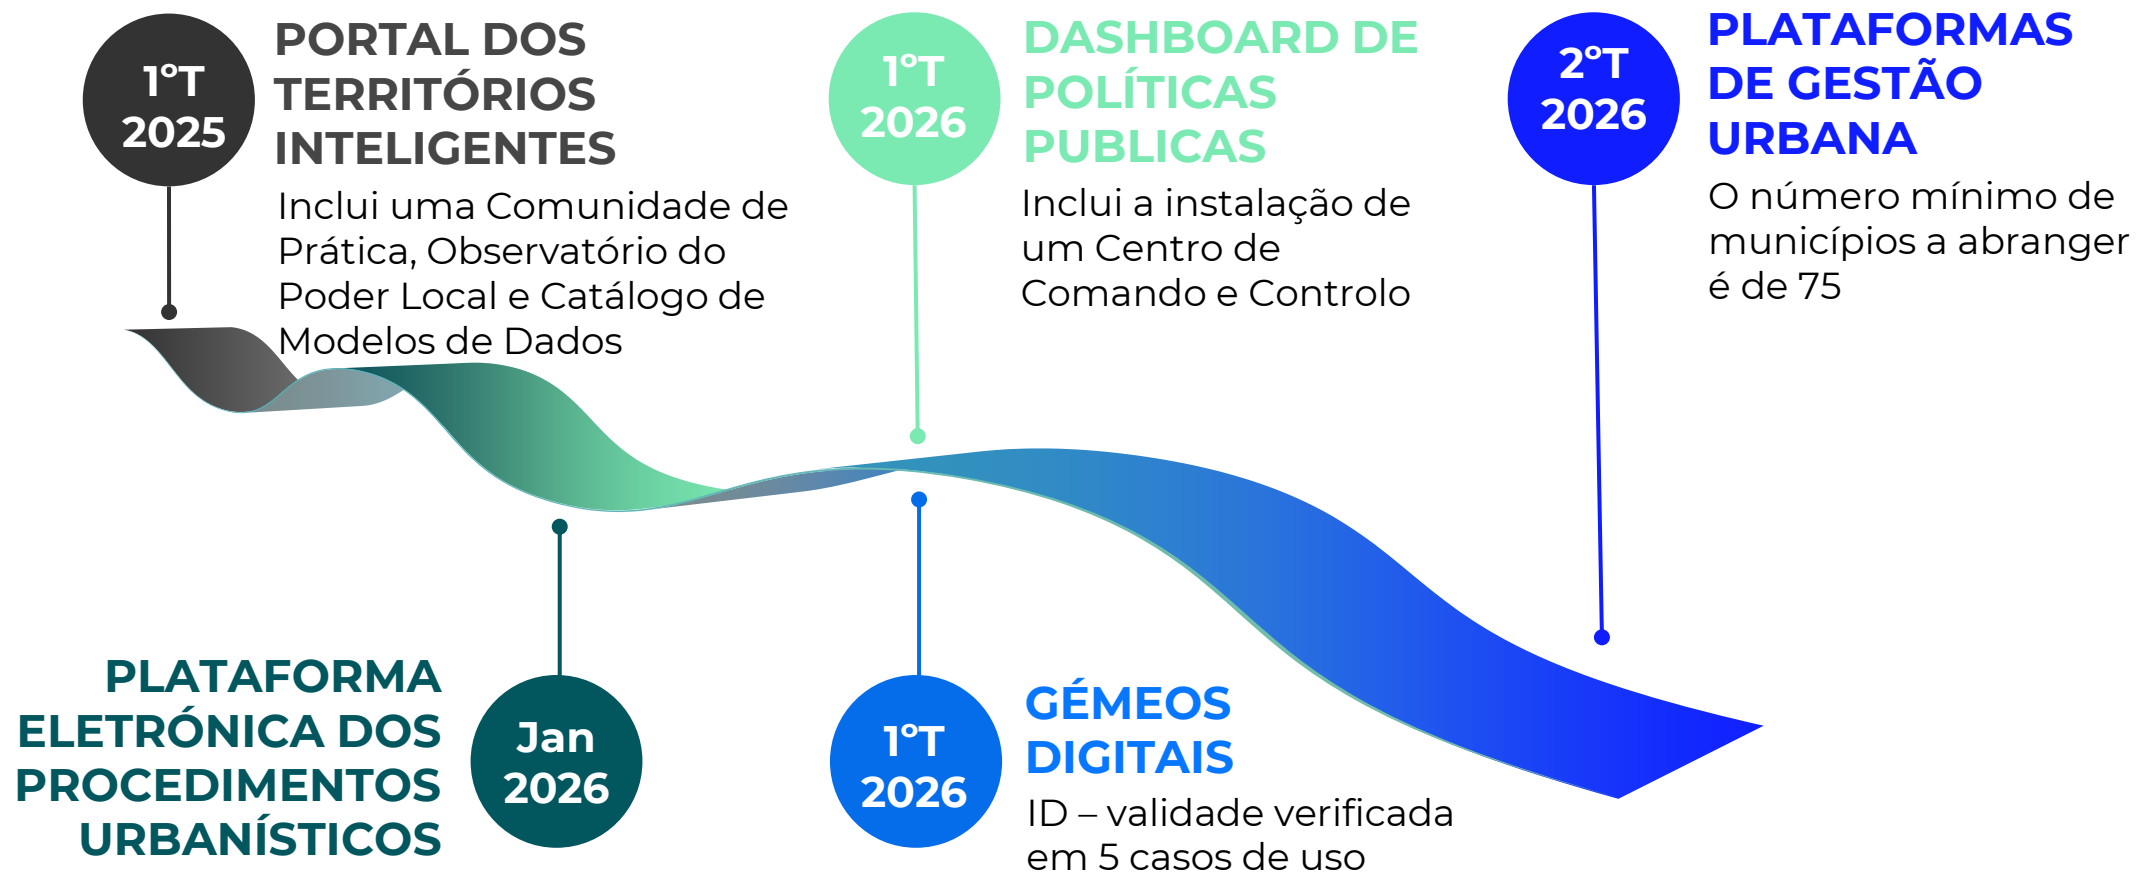 1ºT
2025
PORTAL DOS
TERRITÓRIOS
INTELIGENTES
Inclui uma Comunidade de
Prática, Observatório do
Poder Local e Catálogo de
Modelos de Dados
1ºT
2026
DASHBOARD DE
POLÍTICAS
PUBLICAS
Inclui a instalação de
um Centro de
Comando e Controlo
2ºT
2026
PLATAFORMAS
DE GESTÃO
URBANA
O número mínimo de
municípios a abranger
é de 75
PLATAFORMA
ELETRÓNICA DOS
PROCEDIMENTOS
URBANÍSTICOS
Jan
2026
1ºT
2026
GÉMEOS
DIGITAIS
ID – validade verificada
em 5 casos de uso